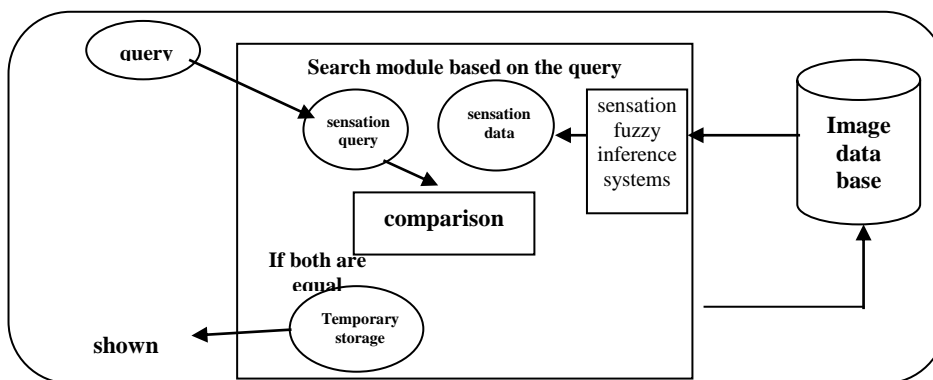 query
Search module based on the query
sensation
query
sensation
data
sensation
fuzzy
inference
systems
Image
data
base
comparison
If both are
equal
Temporary
storage
shown